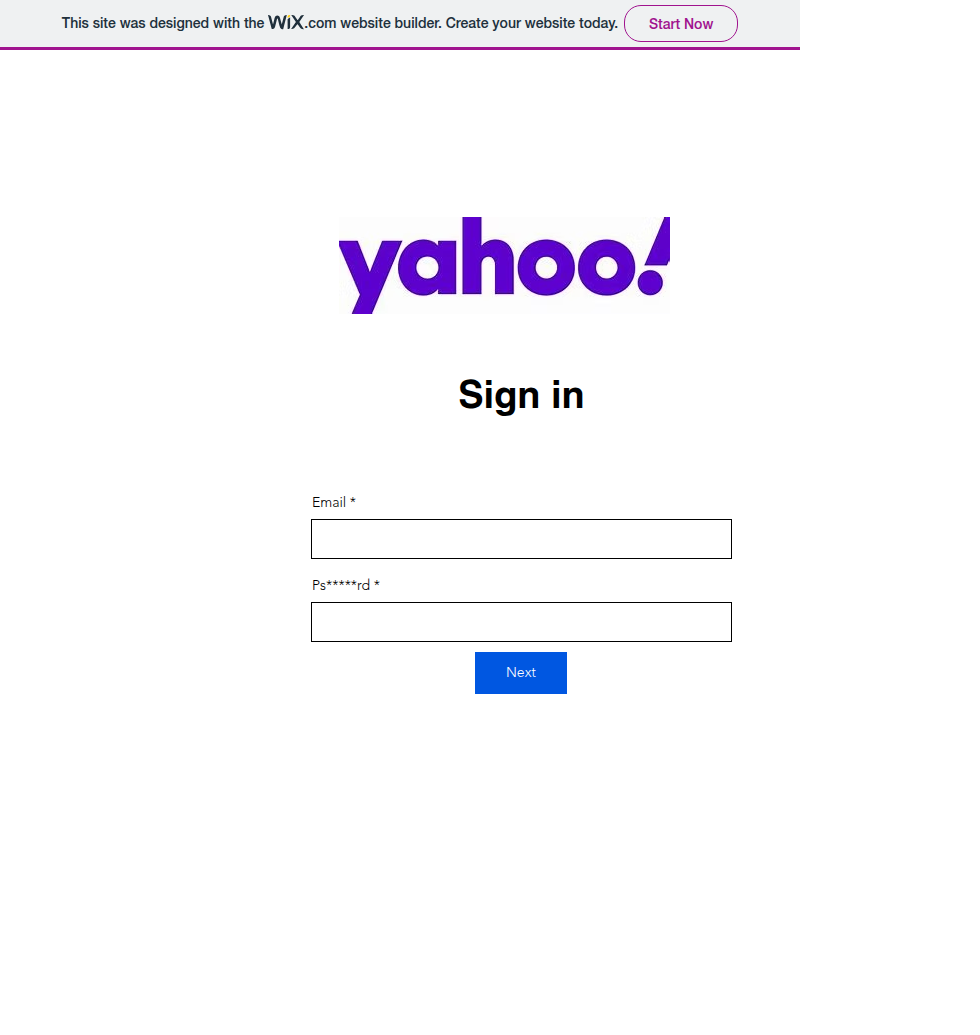 This site was designed with the WiX.com website builder. Create your website today. Start Now
yahoo!
Sign in
Email *
Ps*****rd *
Next